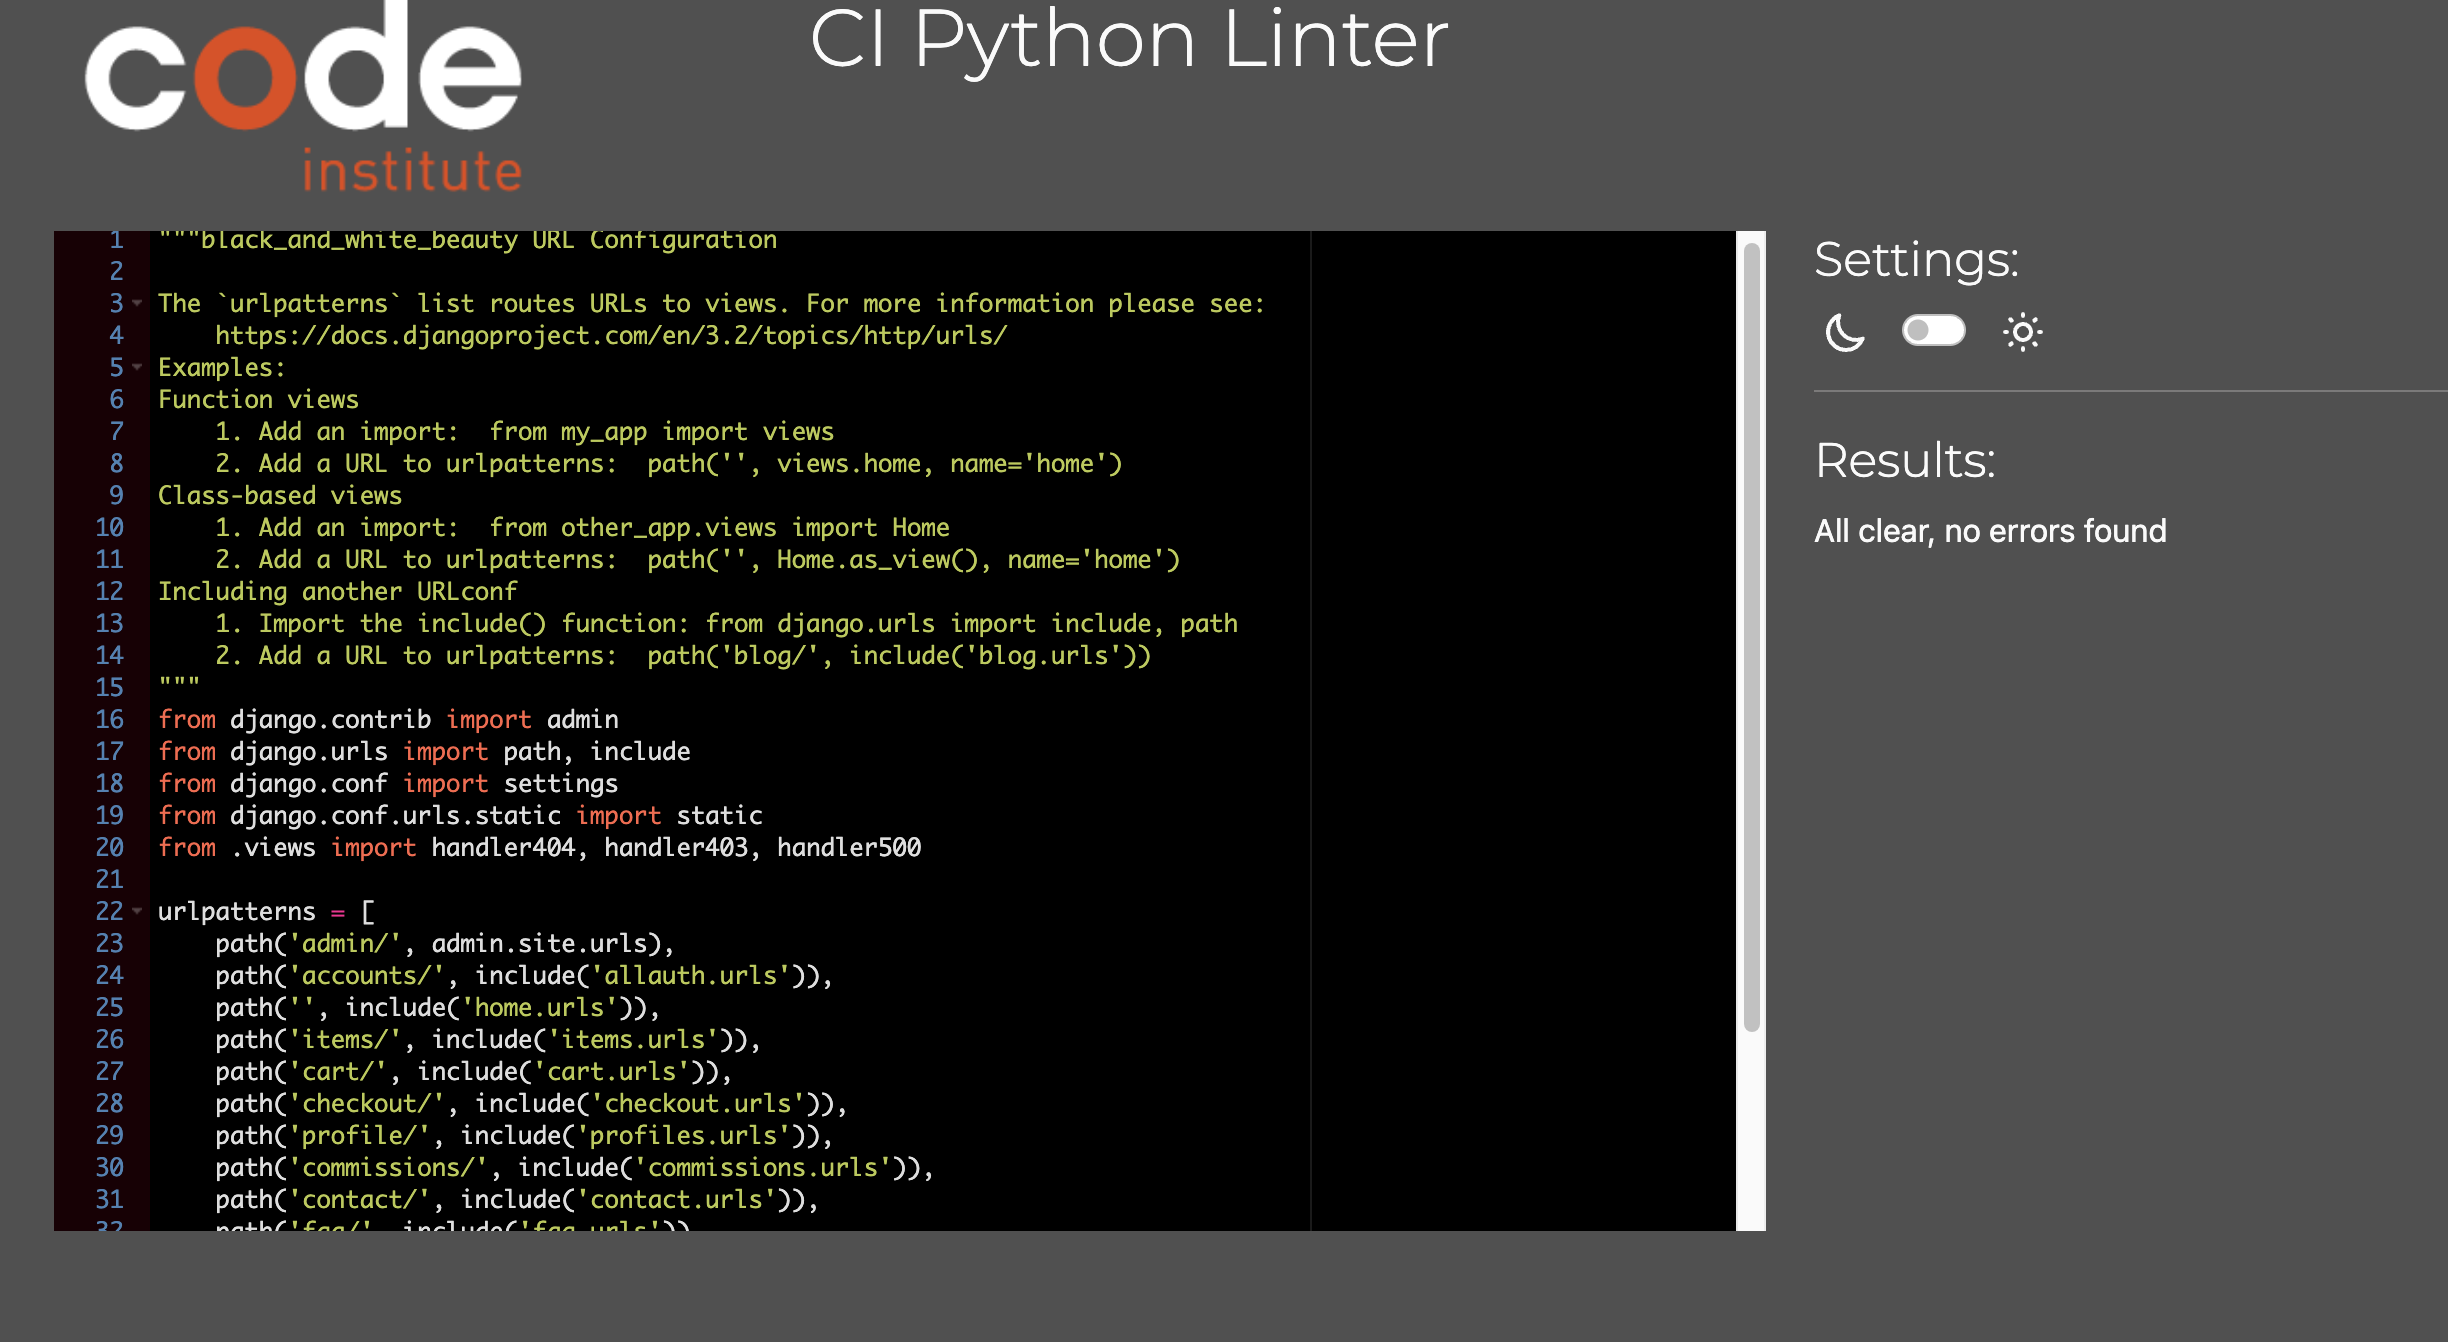 code
institute
CI Python Linter
1 """black_and_white_beauty URL Configuration
2
3 The `urlpatterns` list routes URLs to views. For more information please see:
4     https://docs.djangoproject.com/en/3.2/topics/http/urls/
5 Examples:
6 Function views
7     1. Add an import:  from my_app import views
8     2. Add a URL to urlpatterns:  path('', views.home, name='home')
9 Class-based views
10     1. Add an import:  from other_app.views import Home
11     2. Add a URL to urlpatterns:  path('', Home.as_view(), name='home')
12 Including another URLconf
13     1. Import the include() function: from django.urls import include, path
14     2. Add a URL to urlpatterns:  path('blog/', include('blog.urls'))
15 """
16 from django.contrib import admin
17 from django.urls import path, include
18 from django.conf import settings
19 from django.conf.urls.static import static
20 from .views import handler404, handler403, handler500
21
22 urlpatterns = [
23     path('admin/', admin.site.urls),
24     path('accounts/', include('allauth.urls')),
25     path('', include('home.urls')),
26     path('items/', include('items.urls')),
27     path('cart/', include('cart.urls')),
28     path('checkout/', include('checkout.urls')),
29     path('profile/', include('profiles.urls')),
30     path('commissions/', include('commissions.urls')),
31     path('contact/', include('contact.urls')),
32     path('faq/', include('faq.urls')),
Settings:
Results:
All clear, no errors found